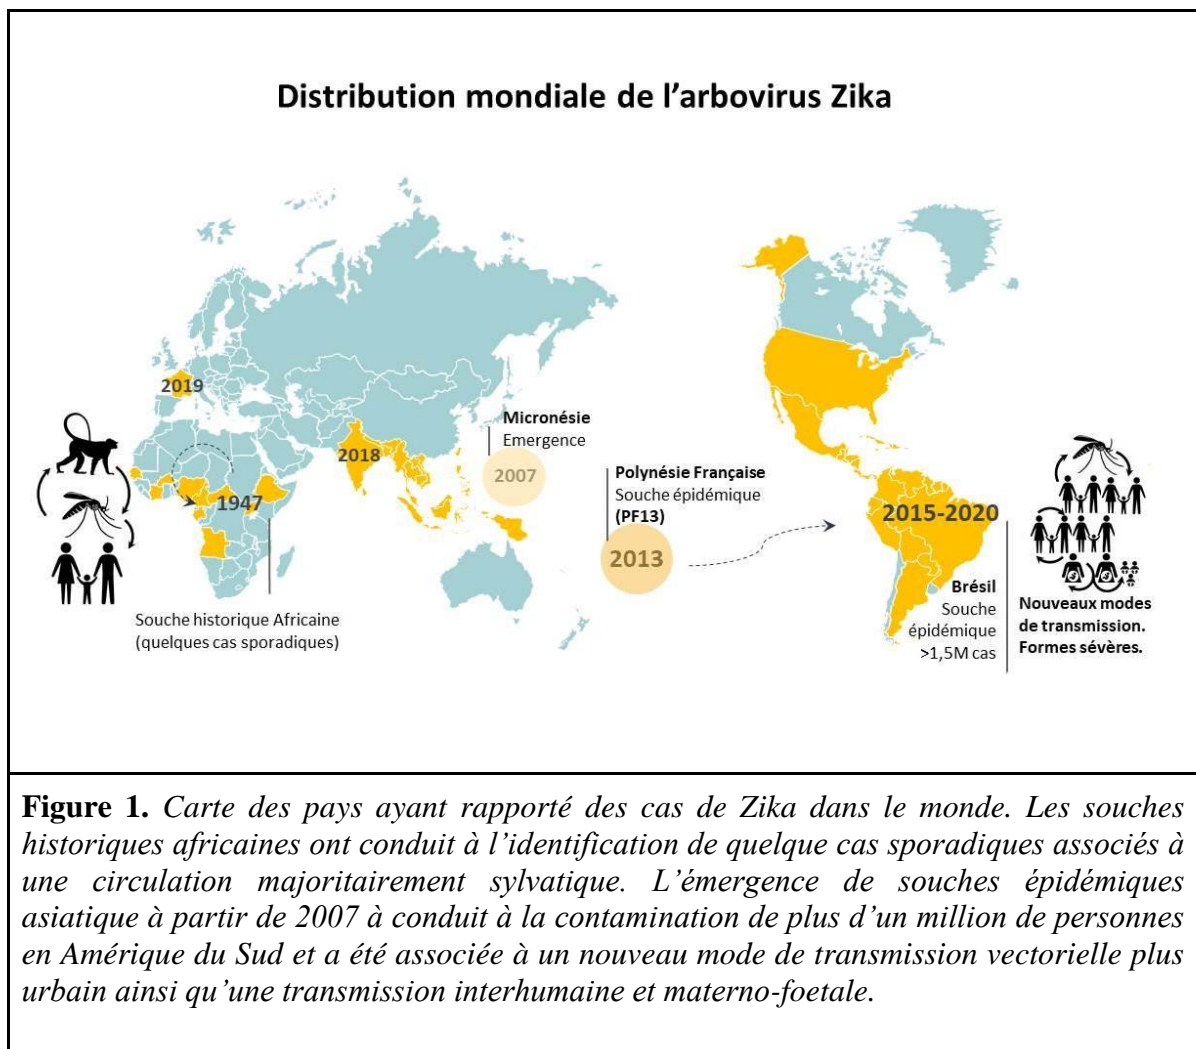 Distribution mondiale de l’arbovirus Zika
2019
2018
1947
Micronésie
Emergence
2007
Polynésie Française
Souche épidémique
(PF13)
2013
2015-2020
Brésil
Souche
épidémique
>1,5M cas
Nouveaux modes
de transmission.
Formes sévères.
Souche historique Africaine
(quelques cas sporadiques)
Figure 1. Carte des pays ayant rapporté des cas de Zika dans le monde. Les souches
historiques africaines ont conduit à l’identification de quelque cas sporadiques associés à
une circulation majoritairement sylvatique. L’émergence de souches épidémiques
asiatique à partir de 2007 à conduit à la contamination de plus d’un million de personnes
en Amérique du Sud et a été associée à un nouveau mode de transmission vectorielle plus
urbain ainsi qu’une transmission interhumaine et materno-foetale.